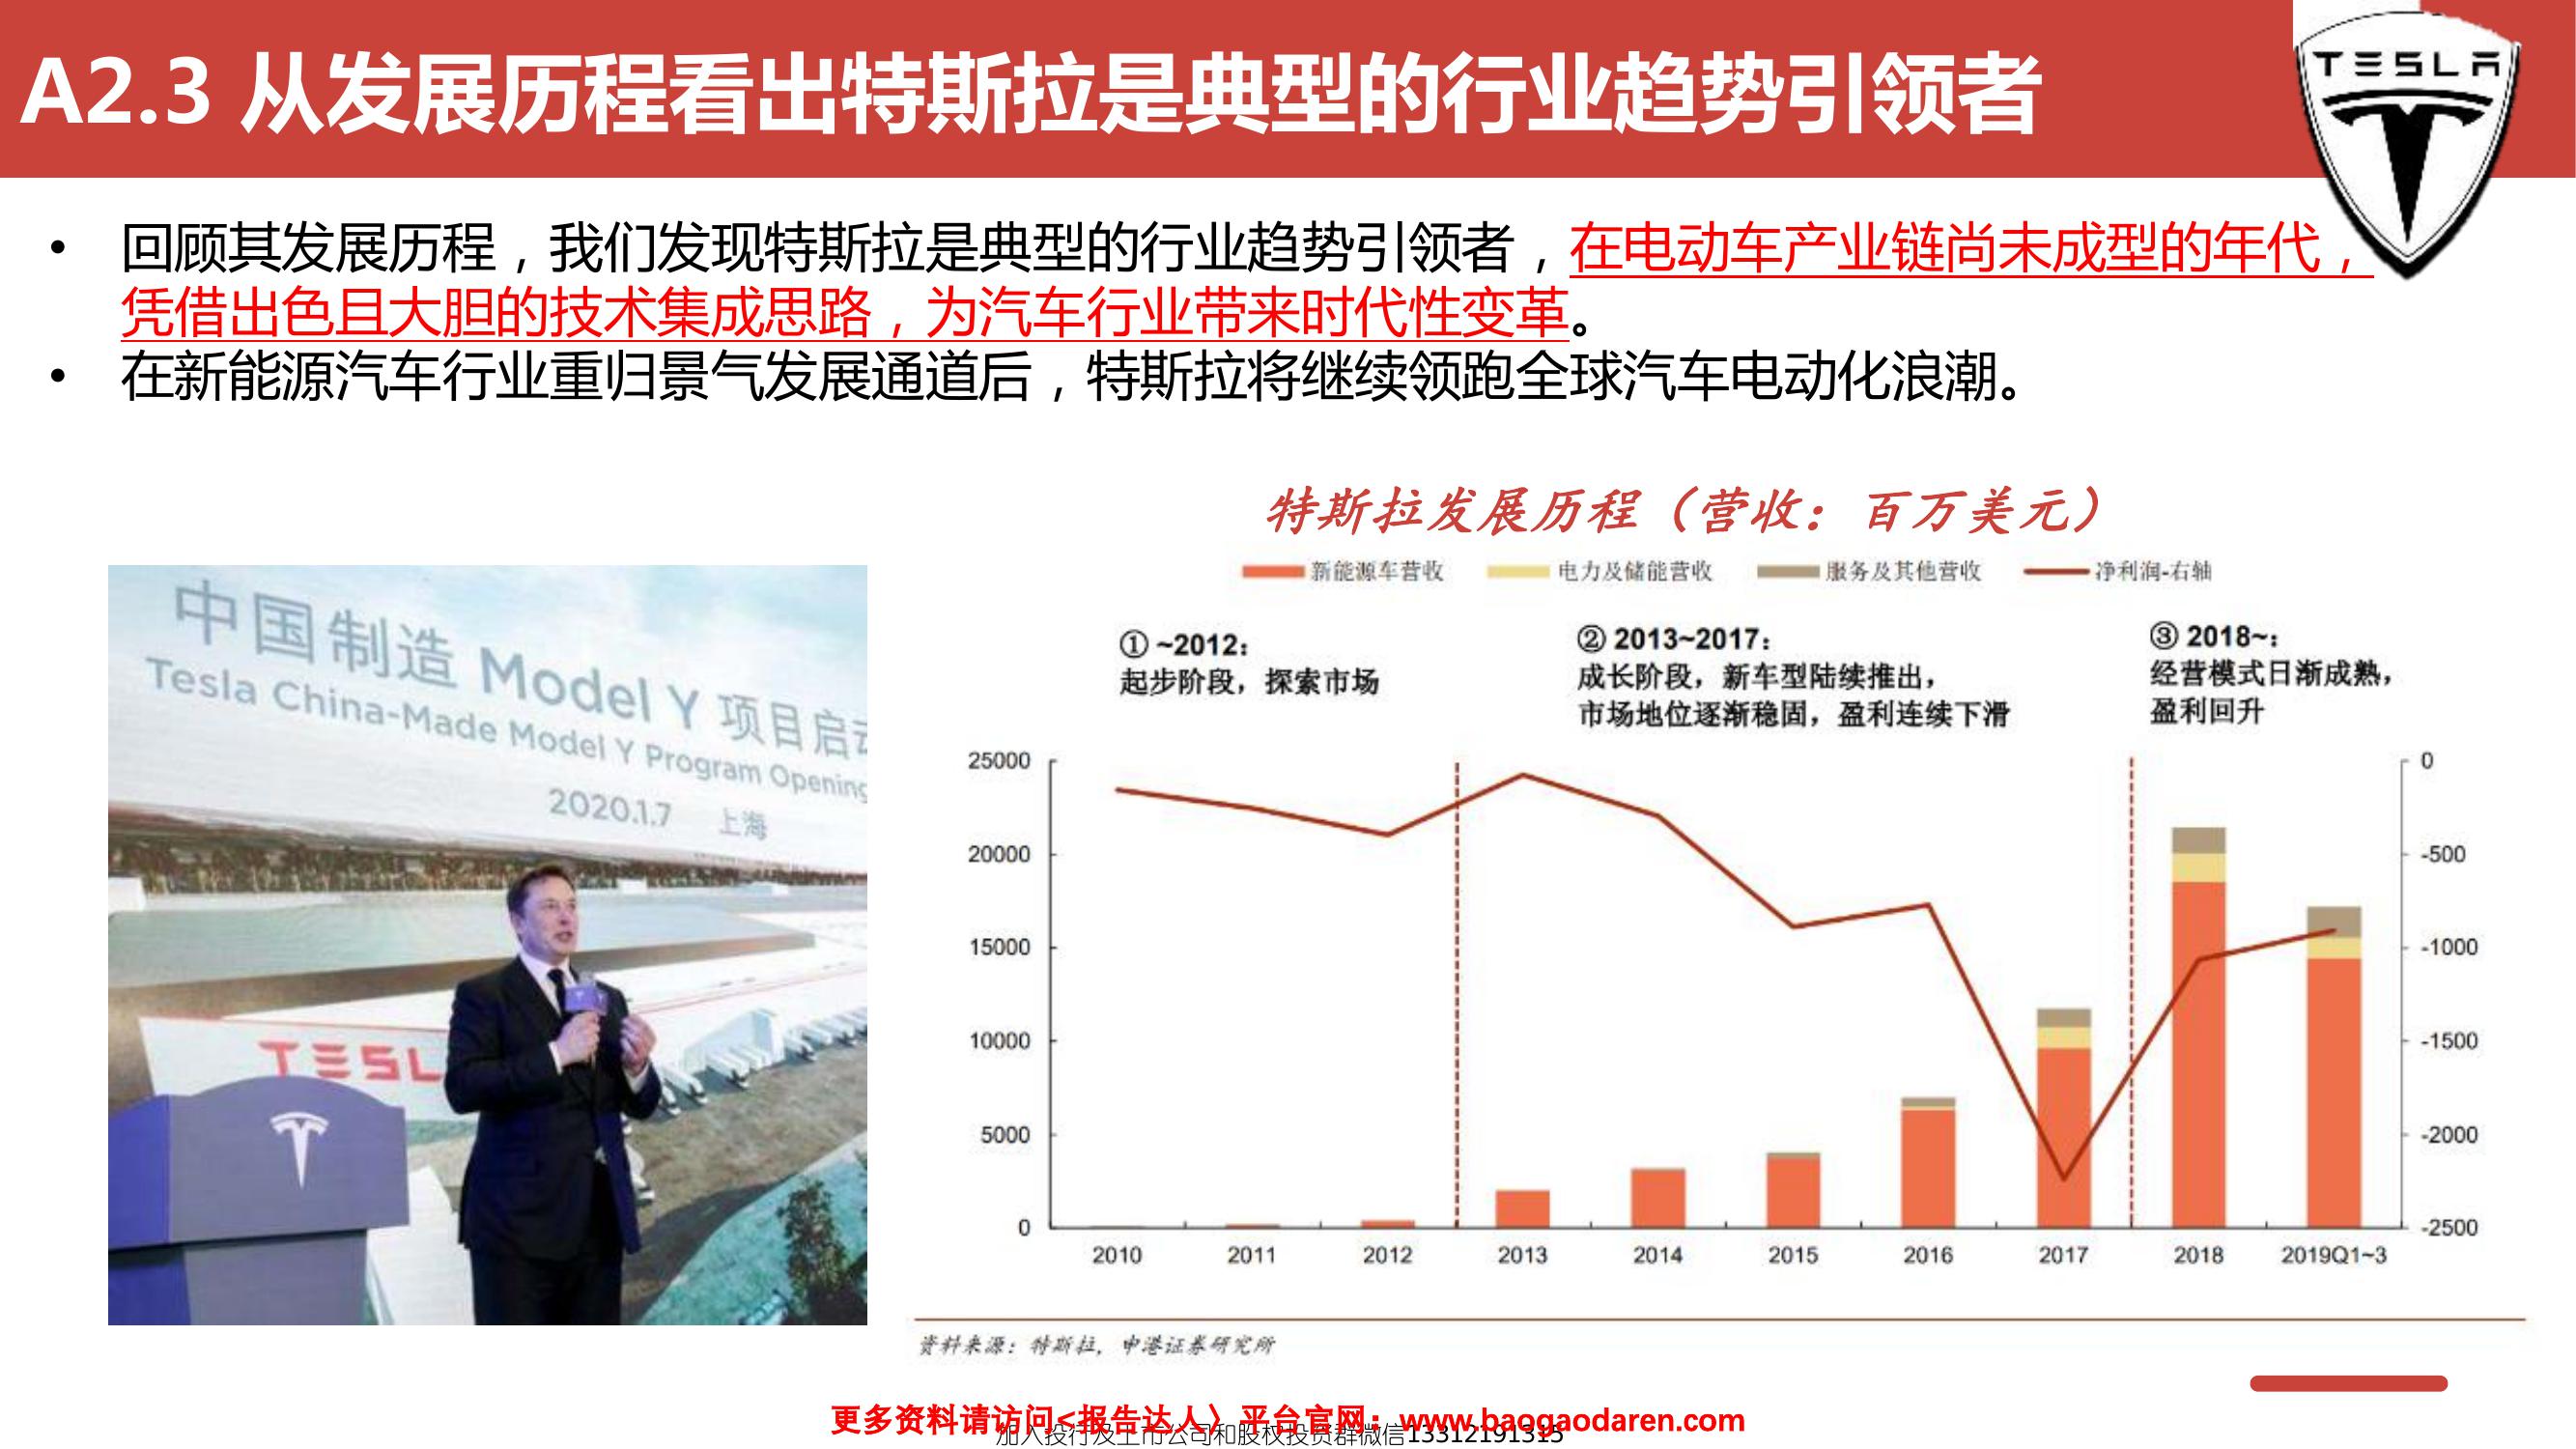 A2.3 从发展历程看出特斯拉是典型的行业趋势引领者
TESLA
• 回顾其发展历程，我们发现特斯拉是典型的行业趋势引领者，在电动车产业链尚未成型的年代，
凭借出色且大胆的技术集成思路，为汽车行业带来时代性变革。
• 在新能源汽车行业重归景气发展通道后，特斯拉将继续领跑全球汽车电动化浪潮。
中国制造 Model Y 项目启动
Tesla China-Made Model Y Program Opening
2020.1.7 上海
TESL
特斯拉发展历程（营收：百万美元）
新能源车营收 电力及储能营收 服务及其他营收 净利润-右轴
① ~2012：
起步阶段，探索市场
② 2013~2017：
成长阶段，新车型陆续推出，
市场地位逐渐稳固，盈利连续下滑
③ 2018~：
经营模式日渐成熟，
盈利回升
25000 0
20000 -500
15000 -1000
10000 -1500
5000 -2000
0 -2500
2010 2011 2012 2013 2014 2015 2016 2017 2018 2019Q1~3
资料来源：特斯拉，申港证券研究所
更多资料请访问<报告达人〉平台官网：www.baogaodaren.com
加入投行及上市公司和股权投资群微信13312191315